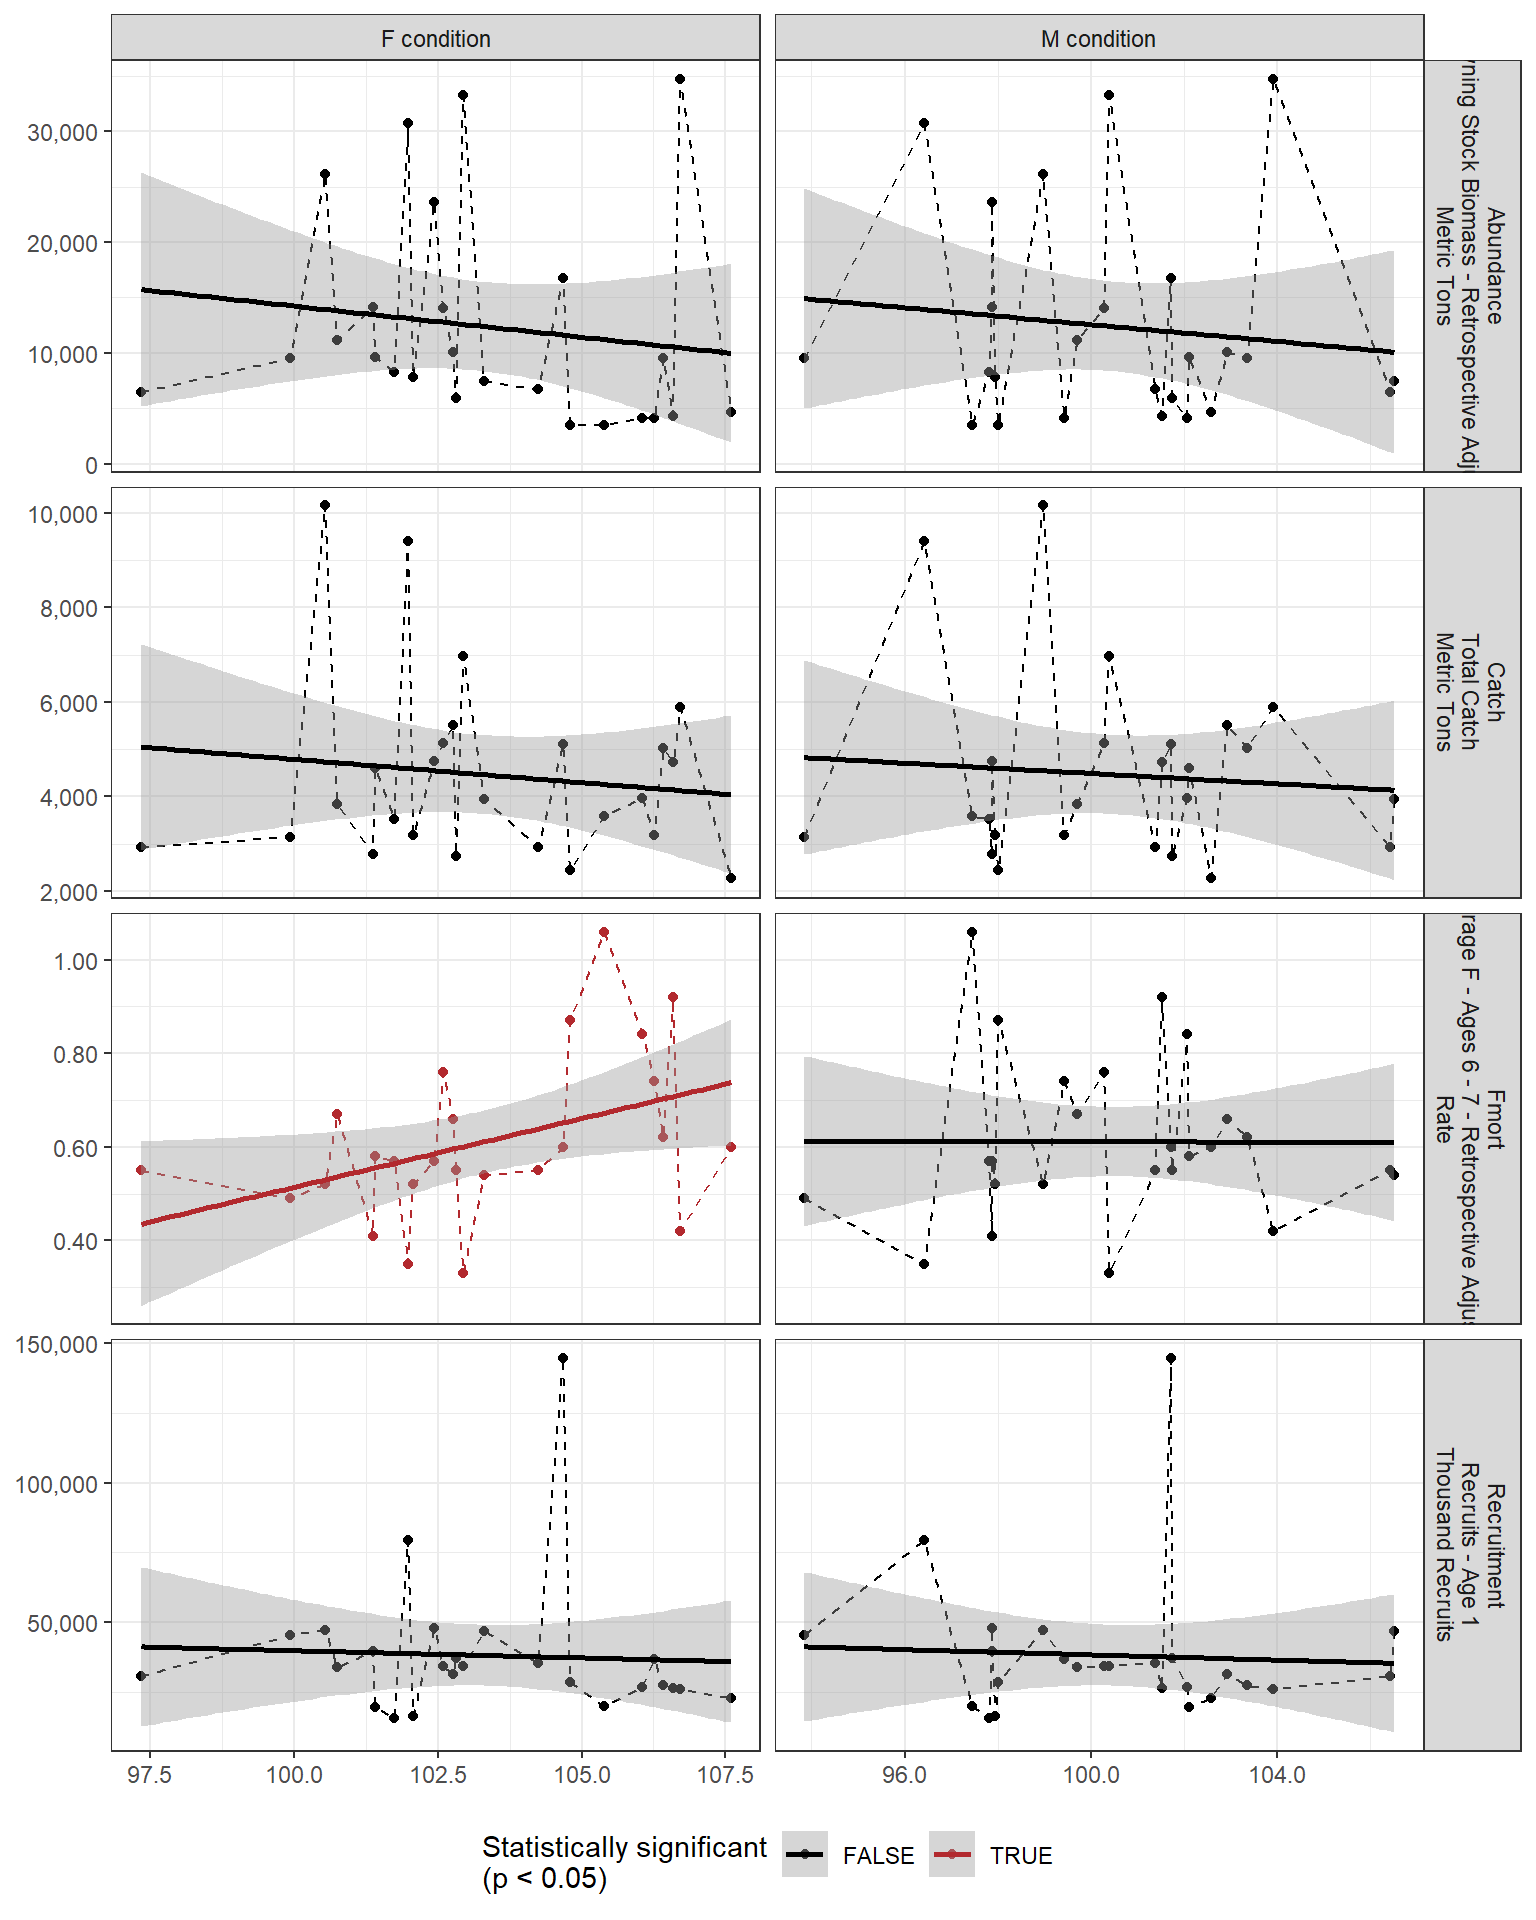 F condition
M condition
30,000
20,000
10,000
0
Abundance
Stock Biomass - Retrospective
Metric Tons
10,000
8,000
6,000
4,000
2,000
Catch
Total Catch
Metric Tons
1.00
0.80
0.60
0.40
Fmort
F - Ages 6 - 7 - Retrospective
Rate
150,000
100,000
50,000
Recruitment
Recruits - Age 1
Thousand Recruits
97.5
100.0
102.5
105.0
107.5
96.0
100.0
104.0
Statistically significant
(p < 0.05)
FALSE
TRUE